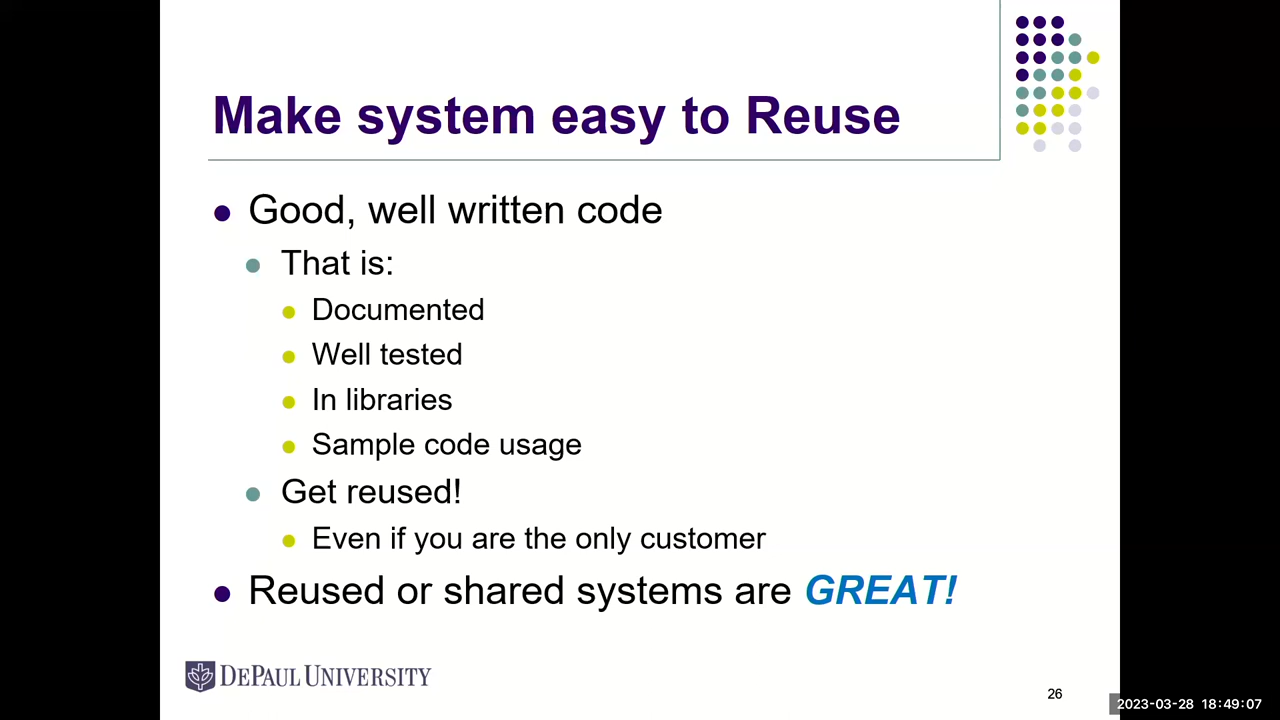 Make system easy to Reuse
Good, well written code
That is:
Documented
Well tested
In libraries
Sample code usage
Get reused!
Even if you are the only customer
Reused or shared systems are GREAT!
DEPAUL UNIVERSITY
26
2023-03-28 18:49:07